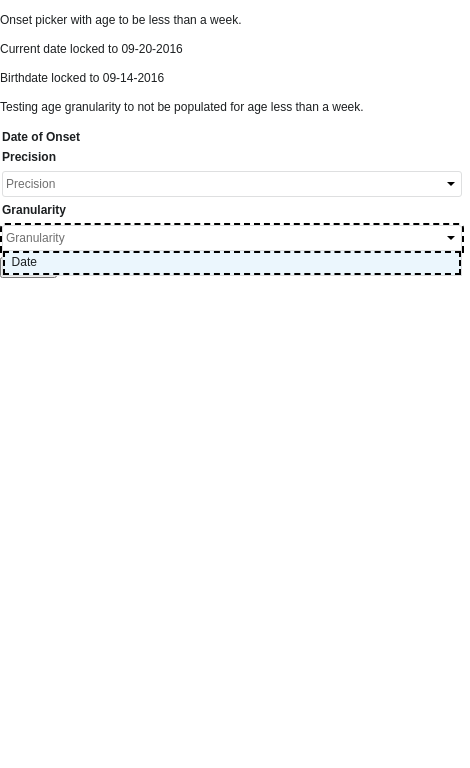 Onset picker with age to be less than a week.
Current date locked to 09-20-2016
Birthdate locked to 09-14-2016
Testing age granularity to not be populated for age less than a week.
Date of Onset
Precision
Precision
Granularity
Granularity
Date